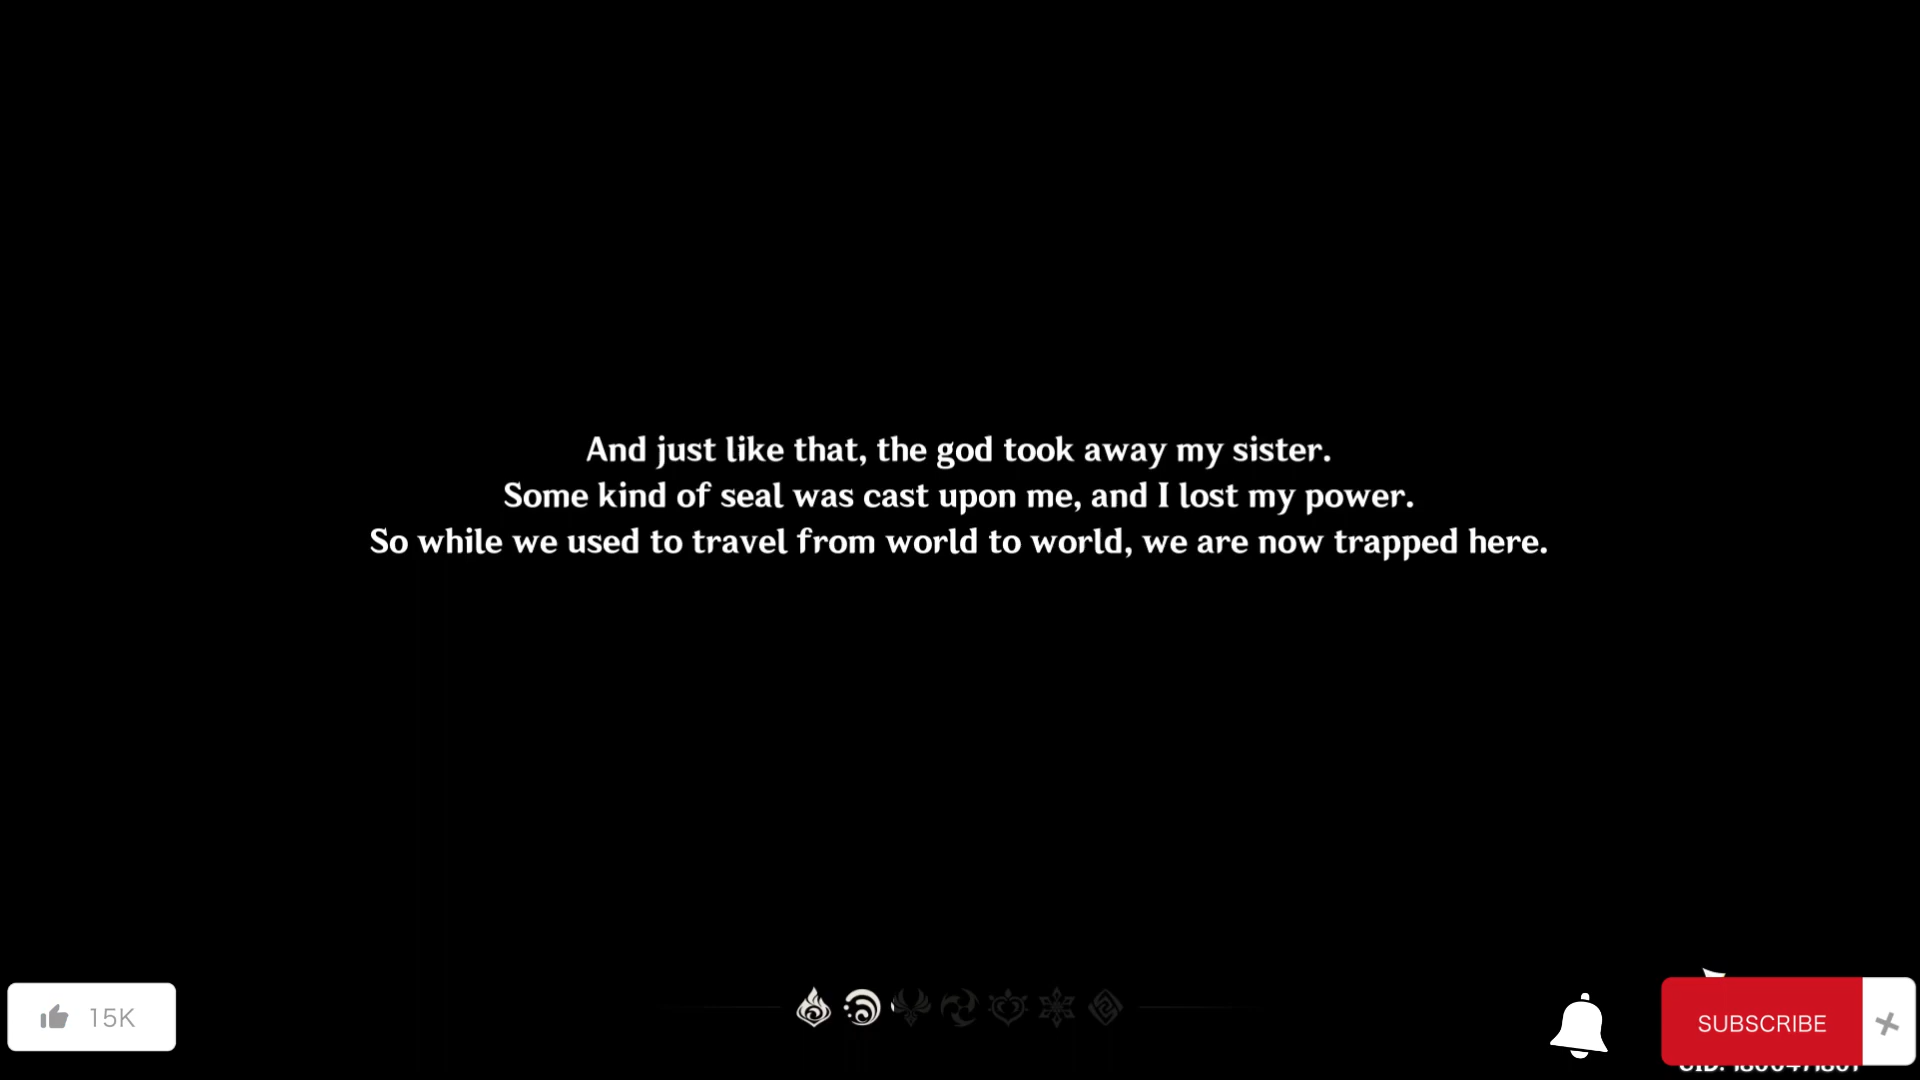 And just like that, the god took away my sister.
Some kind of seal was cast upon me, and I lost my power.
So while we used to travel from world to world, we are now trapped here.
15K
SUBSCRIBE